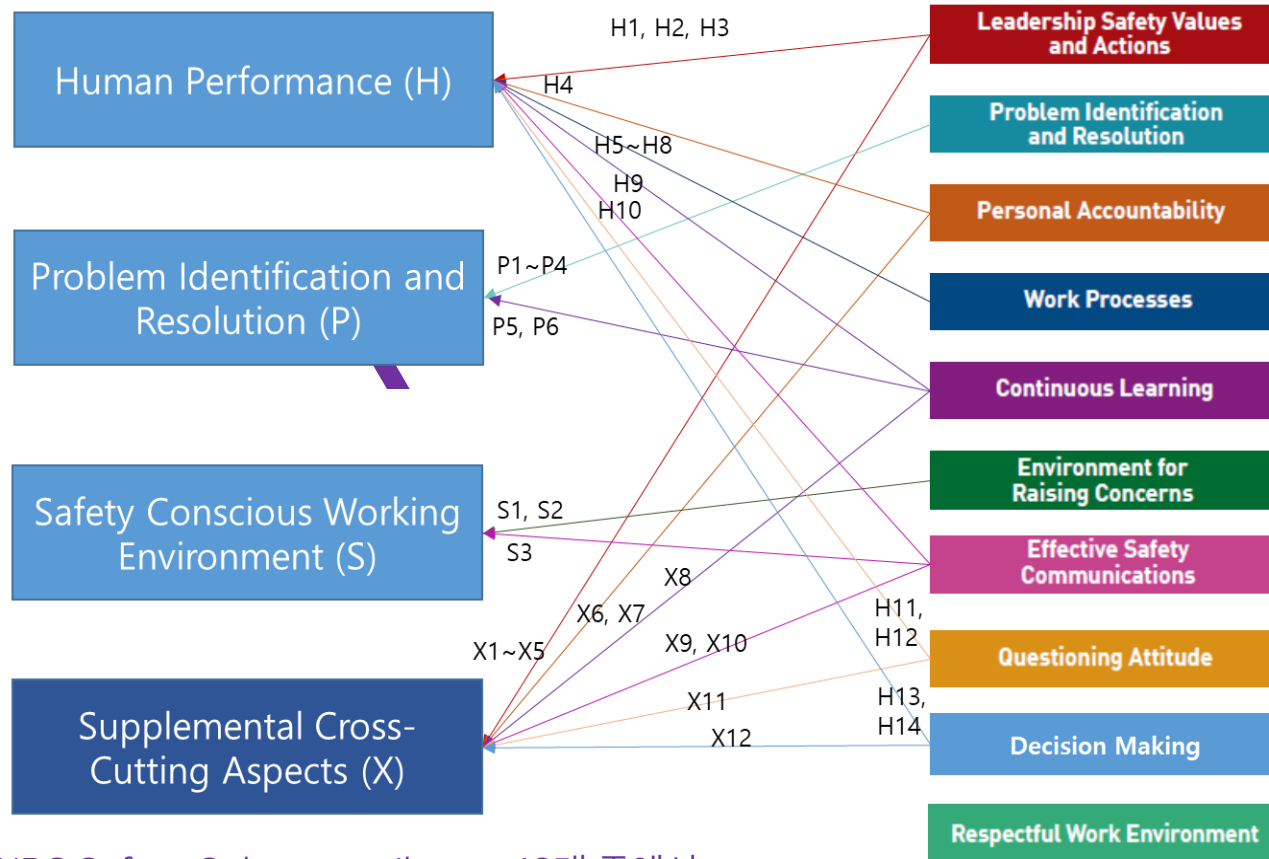 Human Performance (H)
Problem Identification and
Resolution (P)
Safety Conscious Working
Environment (S)
Supplemental Cross-
Cutting Aspects (X)
H1, H2, H3
H4
H5~H8
H9
H10
P1~P4
P5, P6
S1, S2
S3
X8
X6, X7
X1~X5
X9, X10
X11
X12
H11,
H12
H13,
H14
Leadership Safety Values
and Actions
Problem Identification
and Resolution
Personal Accountability
Work Processes
Continuous Learning
Environment for
Raising Concerns
Effective Safety
Communications
Questioning Attitude
Decision Making
Respectful Work Environment